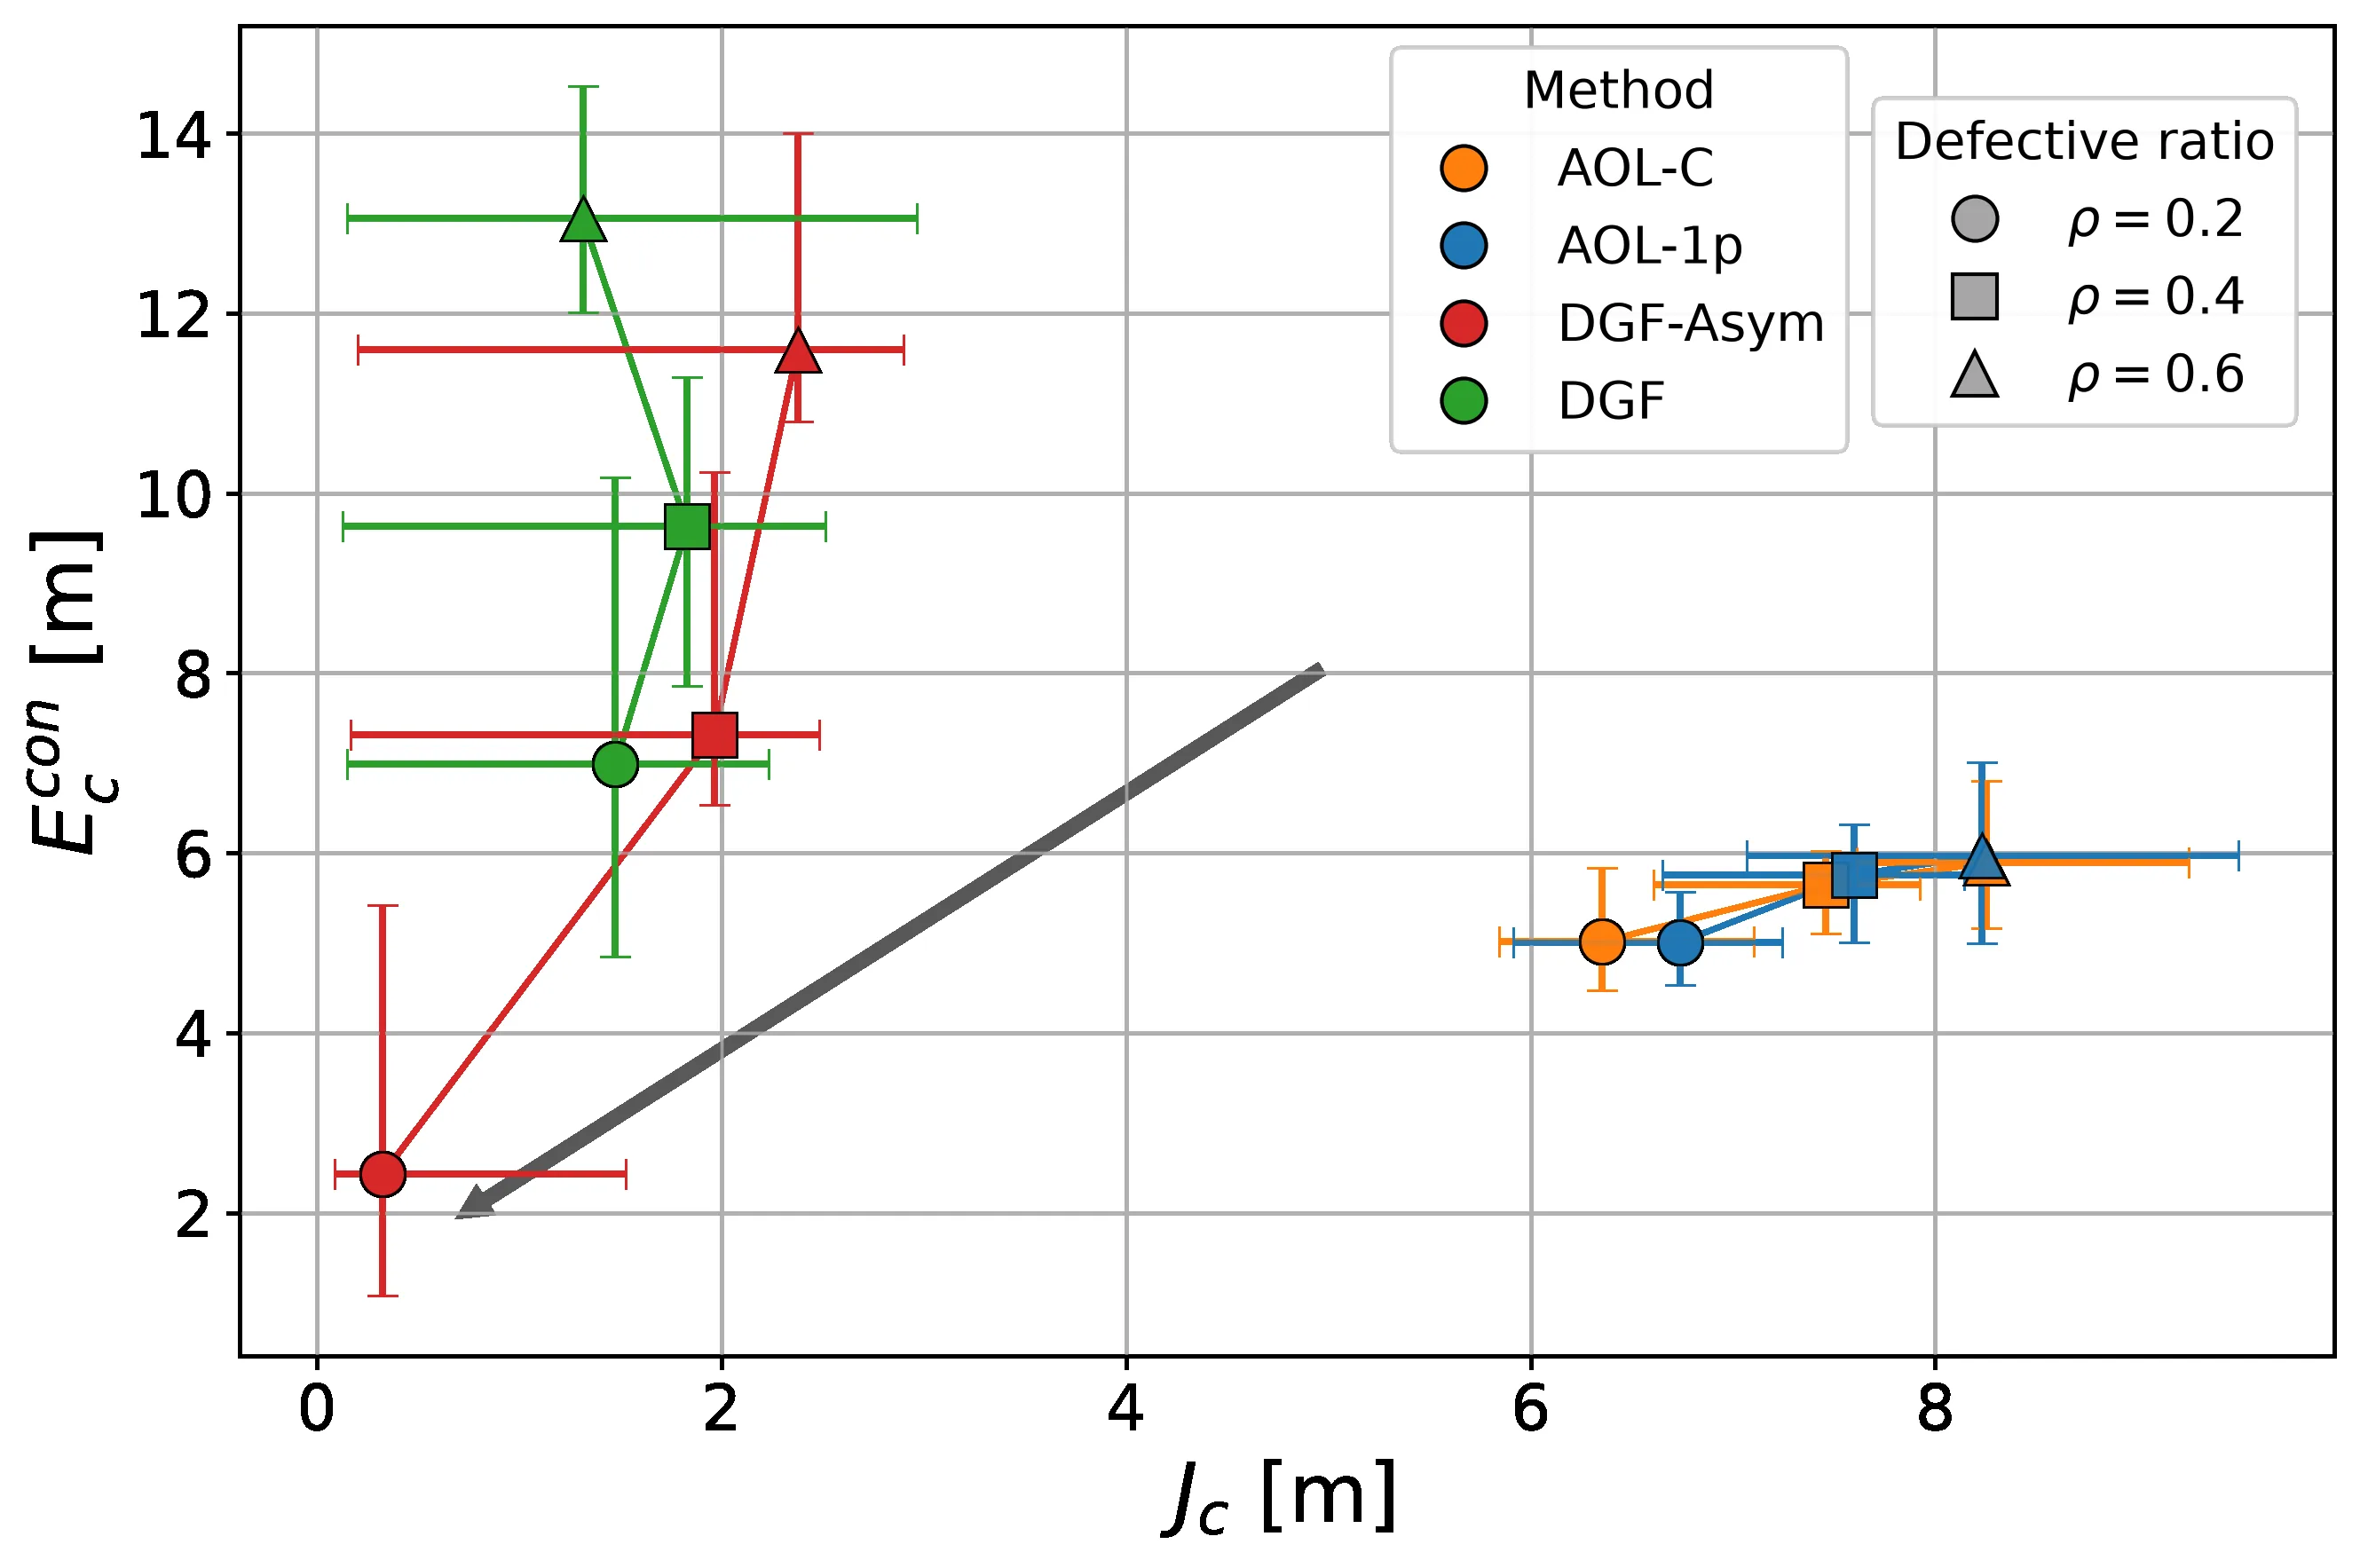 Method
AOL-C
AOL-1p
DGF-Asym
DGF
Defective ratio
ρ = 0.2
ρ = 0.4
ρ = 0.6
14
12
10
8
6
4
2
E_c^{con} [m]
0 2 4 6 8
J_c [m]